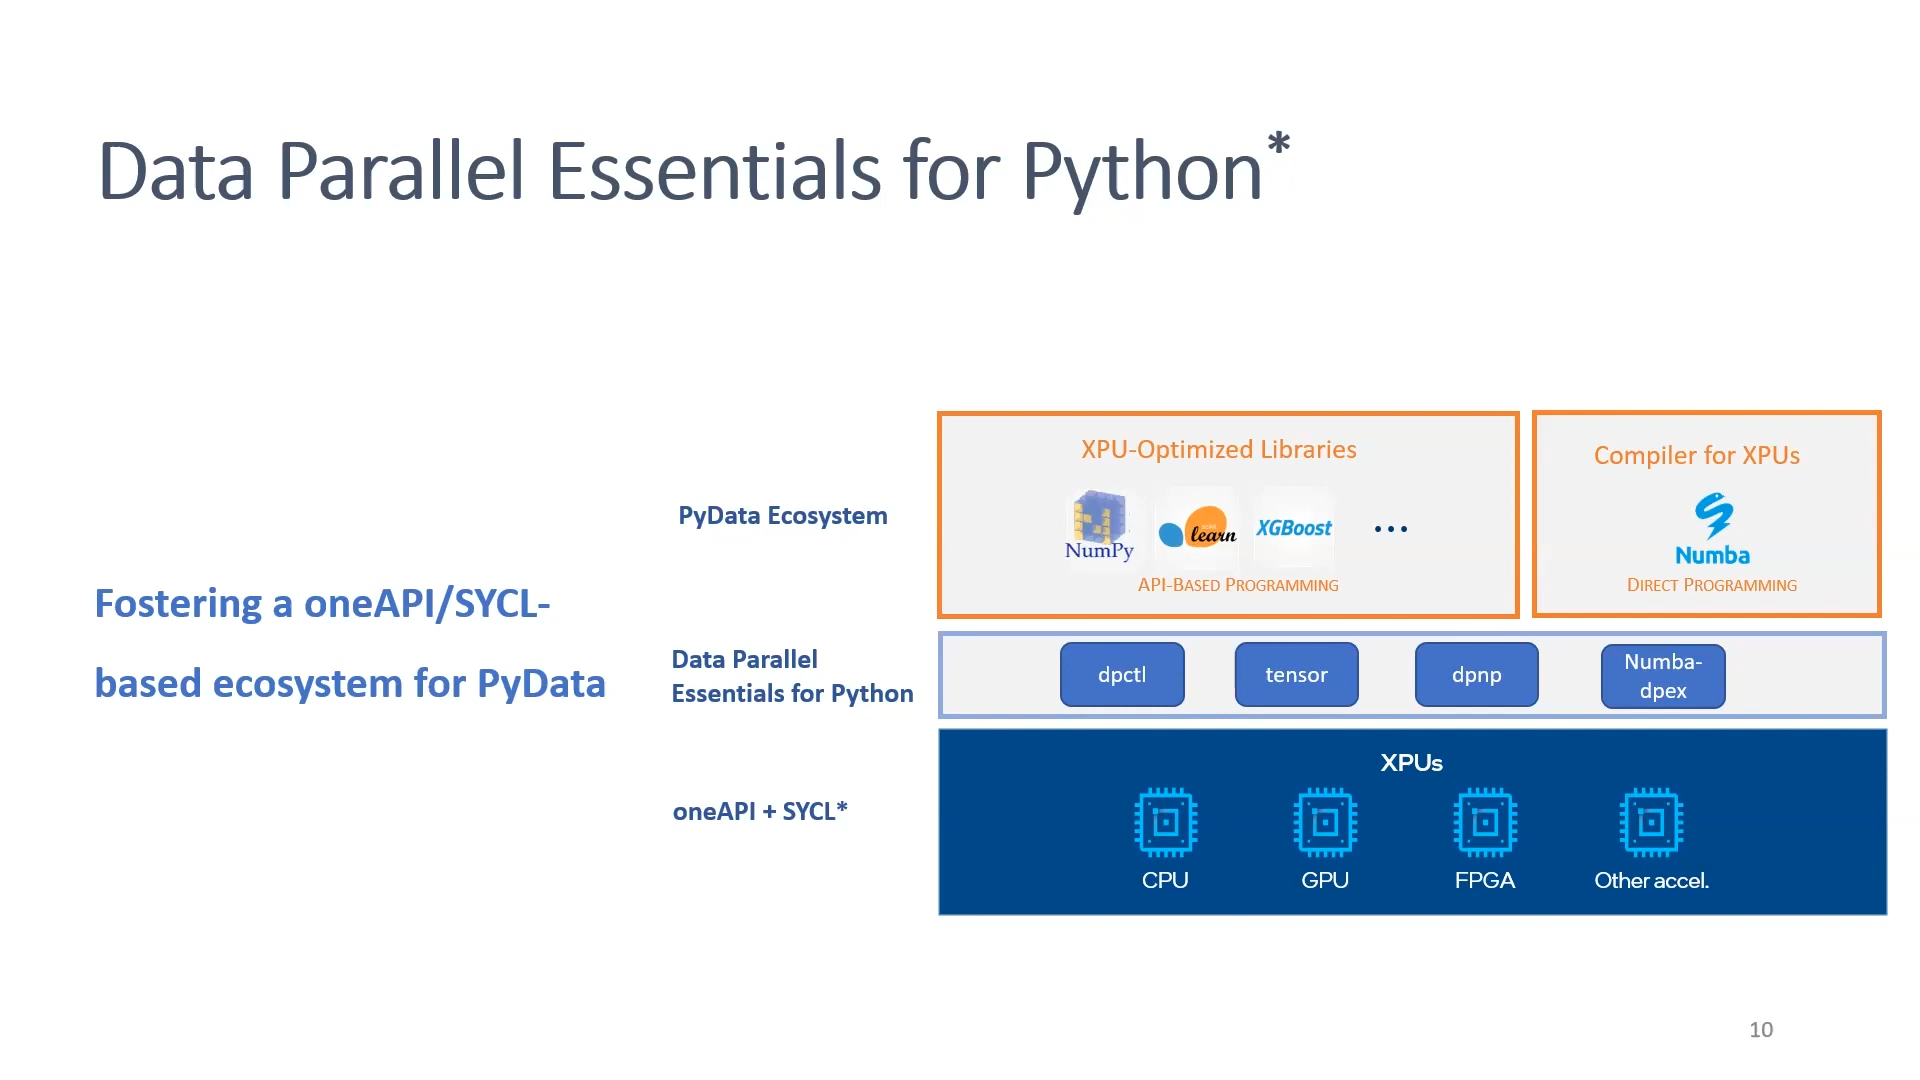 Data Parallel Essentials for Python*
Fostering a oneAPI/SYCL-
based ecosystem for PyData
PyData Ecosystem
XPU-Optimized Libraries
NumPy
learn
XGBoost
...
API-BASED PROGRAMMING
Compiler for XPUs
Numba
DIRECT PROGRAMMING
Data Parallel
Essentials for Python
dpctl
tensor
dpnp
Numba-
dpex
oneAPI + SYCL*
XPUs
CPU
GPU
FPGA
Other accel.
10